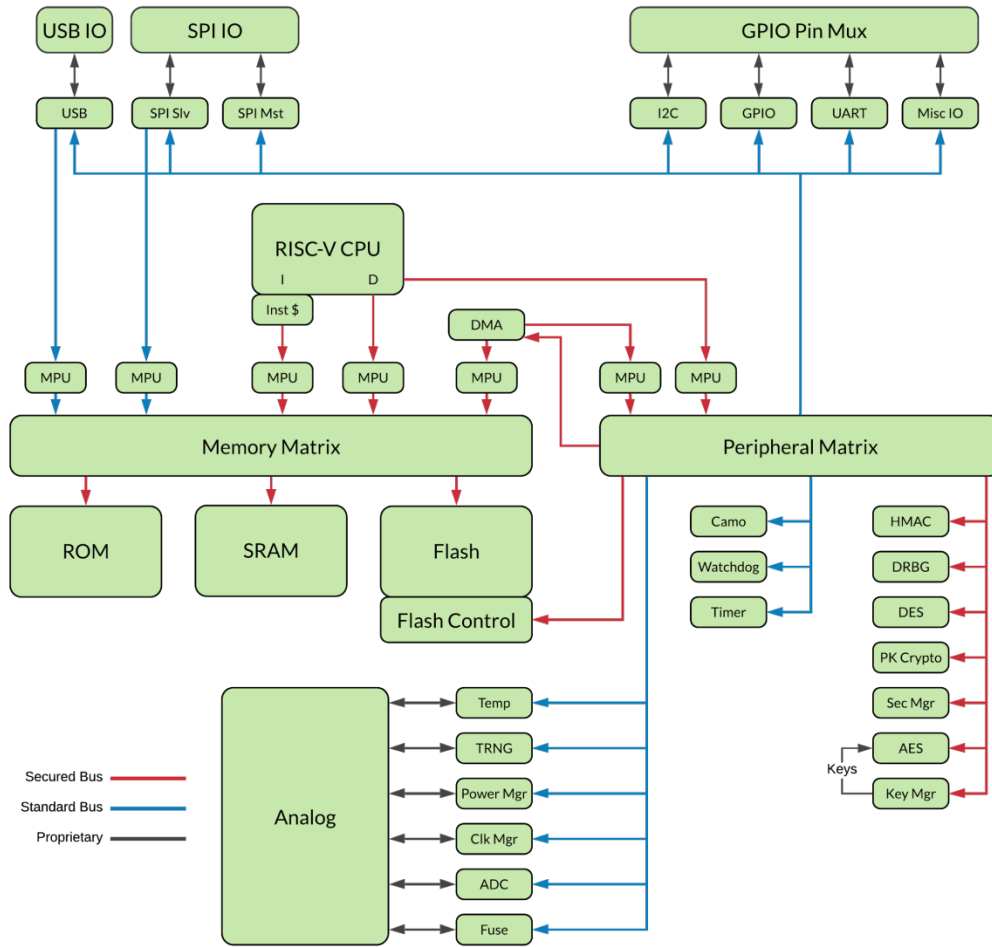 USB IO
SPI IO
GPIO Pin Mux
USB
SPI Slv
SPI Mst
I2C
GPIO
UART
Misc IO
RISC-V CPU
I
D
Inst $
DMA
MPU
MPU
MPU
MPU
MPU
MPU
MPU
Memory Matrix
Peripheral Matrix
ROM
SRAM
Flash
Flash Control
Camo
Watchdog
Timer
HMAC
DRBG
DES
PK Crypto
Sec Mgr
AES
Keys
Key Mgr
Analog
Temp
TRNG
Power Mgr
Clk Mgr
ADC
Fuse
Secured Bus
Standard Bus
Proprietary